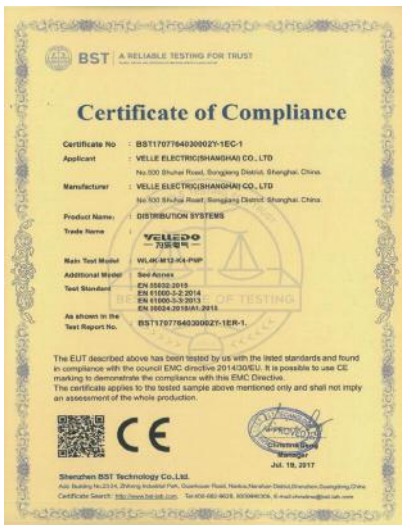 BST A RELIABLE TESTING FOR TRUST
Certificate of Compliance
Certificate No : BST1707764030002Y-1EC-1
Applicant : VELLE ELECTRIC(SHANGHAI) CO., LTD
No.500 Shuhai Road, Songjiang District, Shanghai, China.
Manufacturer : VELLE ELECTRIC(SHANGHAI) CO., LTD
No.500 Shuhai Road, Songjiang District, Shanghai, China.
Product Name: : DISTRIBUTION SYSTEMS
Trade Name :
VELLEDO
为乐电气
Main Test Model : WL4K-M12-K4-PNP
Additional Model : See Annex
Test Standard : EN 55032:2015
EN 61000-3-2:2014
EN 61000-3-3:2013
EN 55024:2010/A1:2015
As shown in the
Test Report No. : BST1707764030002Y-1ER-1.
The EUT described above has been tested by us with the listed standards and found
in compliance with the council EMC directive 2014/30/EU. It is possible to use CE
marking to demonstrate the compliance with this EMC Directive.
The certificate applies to the tested sample above mentioned only and shall not imply
an assessment of the whole production.
CE
APPROVED
Manager
Jul. 19, 2017
Shenzhen BST Technology Co.,Ltd.